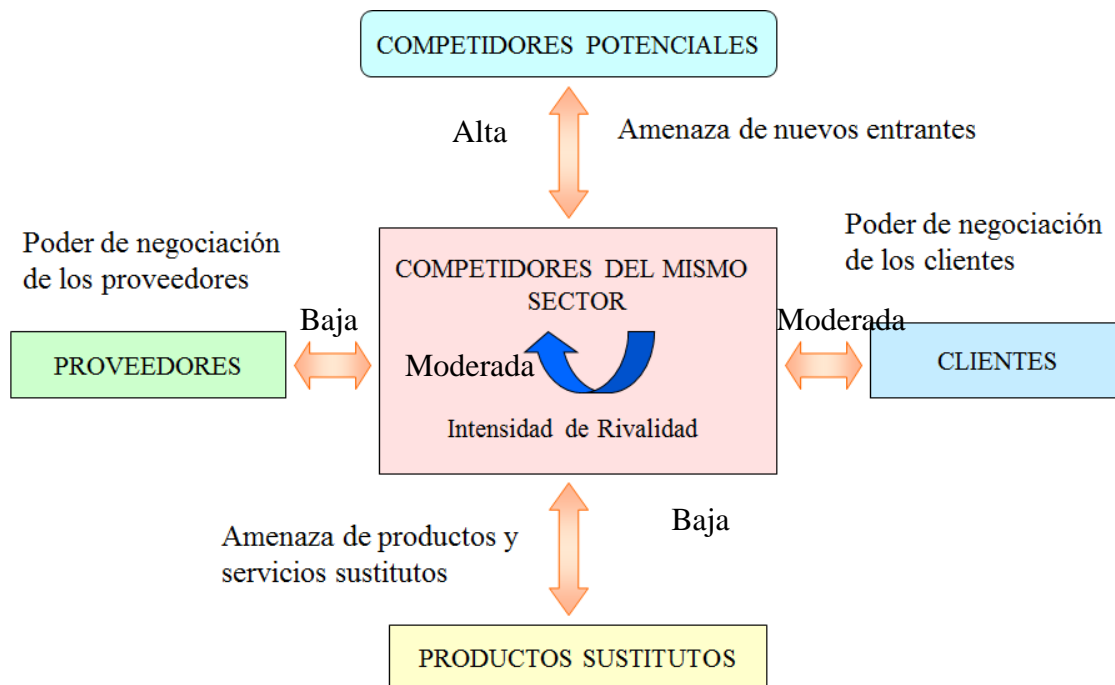 COMPETIDORES POTENCIALES
Alta
Amenaza de nuevos entrantes
Poder de negociación
de los proveedores
Poder de negociación
de los clientes
COMPETIDORES DEL MISMO
SECTOR
Baja
Moderada
PROVEEDORES
Moderada
CLIENTES
Intensidad de Rivalidad
Baja
Amenaza de productos y
servicios sustitutos
PRODUCTOS SUSTITUTOS